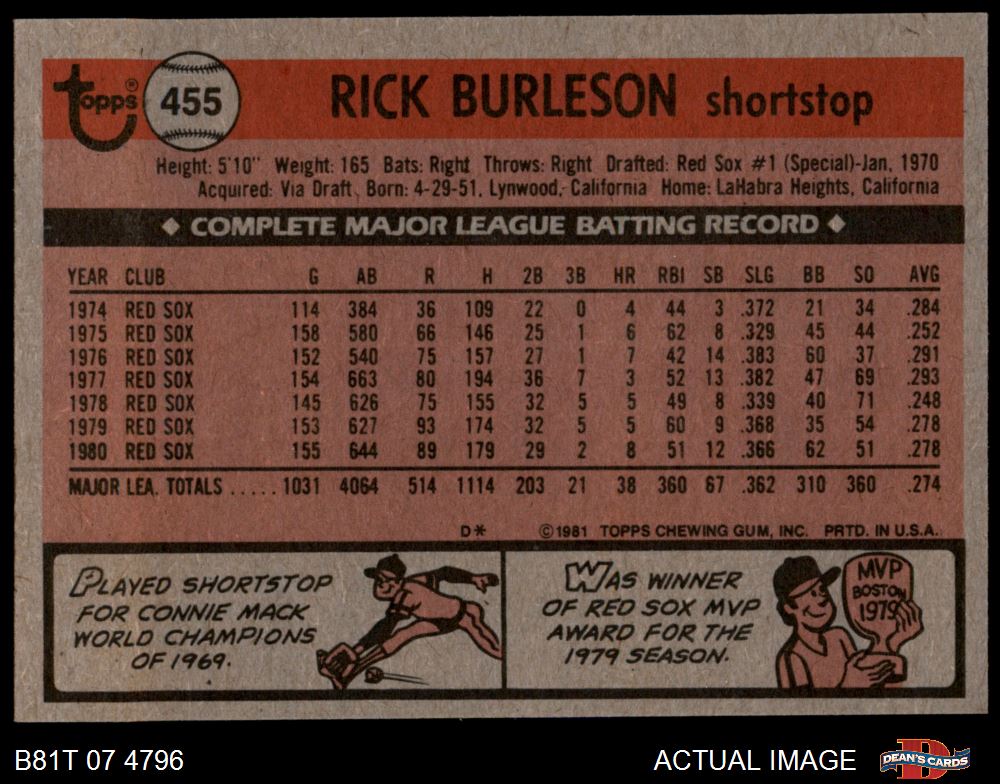 Topps® 455 RICK BURLESON shortstop
Height: 5'10" Weight: 165 Bats: Right Throws: Right Drafted: Red Sox #1 (Special)-Jan, 1970
Acquired: Via Draft Born: 4-29-51, Lynwood, California Home: LaHabra Heights, California
◆ COMPLETE MAJOR LEAGUE BATTING RECORD ◆
YEAR CLUB G AB R H 2B 3B HR RBI SB SLG BB SO AVG
1974 RED SOX 114 384 36 109 22 0 4 44 3 .372 21 34 .284
1975 RED SOX 158 580 66 146 25 1 6 62 8 .329 45 44 .252
1976 RED SOX 152 540 75 157 27 1 7 42 14 .383 60 37 .291
1977 RED SOX 154 663 80 194 36 7 3 52 13 .382 47 69 .293
1978 RED SOX 145 626 75 155 32 5 5 49 8 .339 40 71 .248
1979 RED SOX 153 627 93 174 32 5 5 60 9 .368 35 54 .278
1980 RED SOX 155 644 89 179 29 2 8 51 12 .366 62 51 .278
MAJOR LEA. TOTALS ..... 1031 4064 514 1114 203 21 38 360 67 .362 310 360 .274
D* ©1981 TOPPS CHEWING GUM, INC. PRTD. IN U.S.A.
PLAYED SHORTSTOP
FOR CONNIE MACK
WORLD CHAMPIONS
OF 1969.
WAS WINNER
OF RED SOX MVP
AWARD FOR THE
1979 SEASON.
MVP
BOSTON
1979
B81T 07 4796 ACTUAL IMAGE DEAN'S CARDS